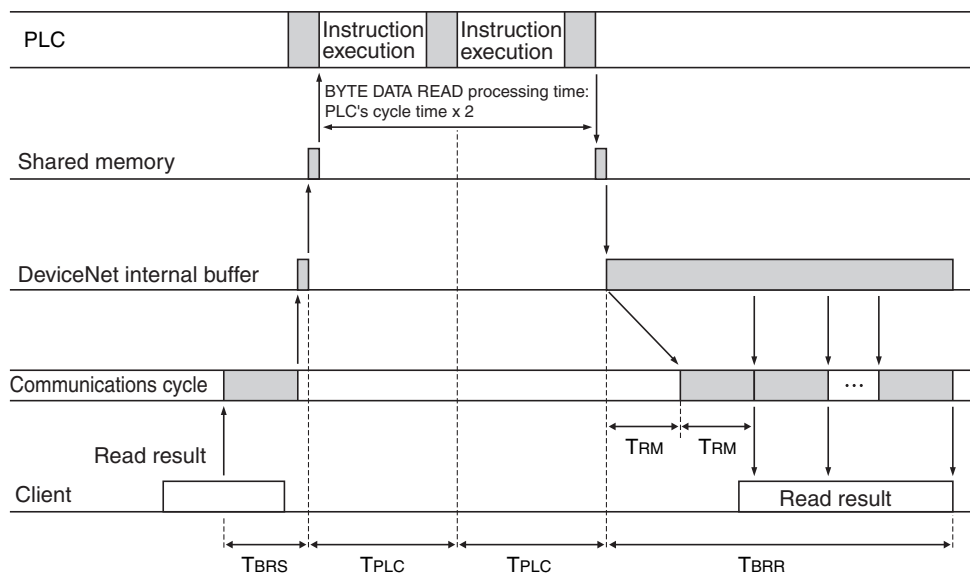 PLC
Instruction
execution
Instruction
execution
BYTE DATA READ processing time:
PLC's cycle time x 2
Shared memory
DeviceNet internal buffer
Communications cycle
...
TRM
TRM
Read result
Client
Read result
TBRS
TPLC
TPLC
TBRR